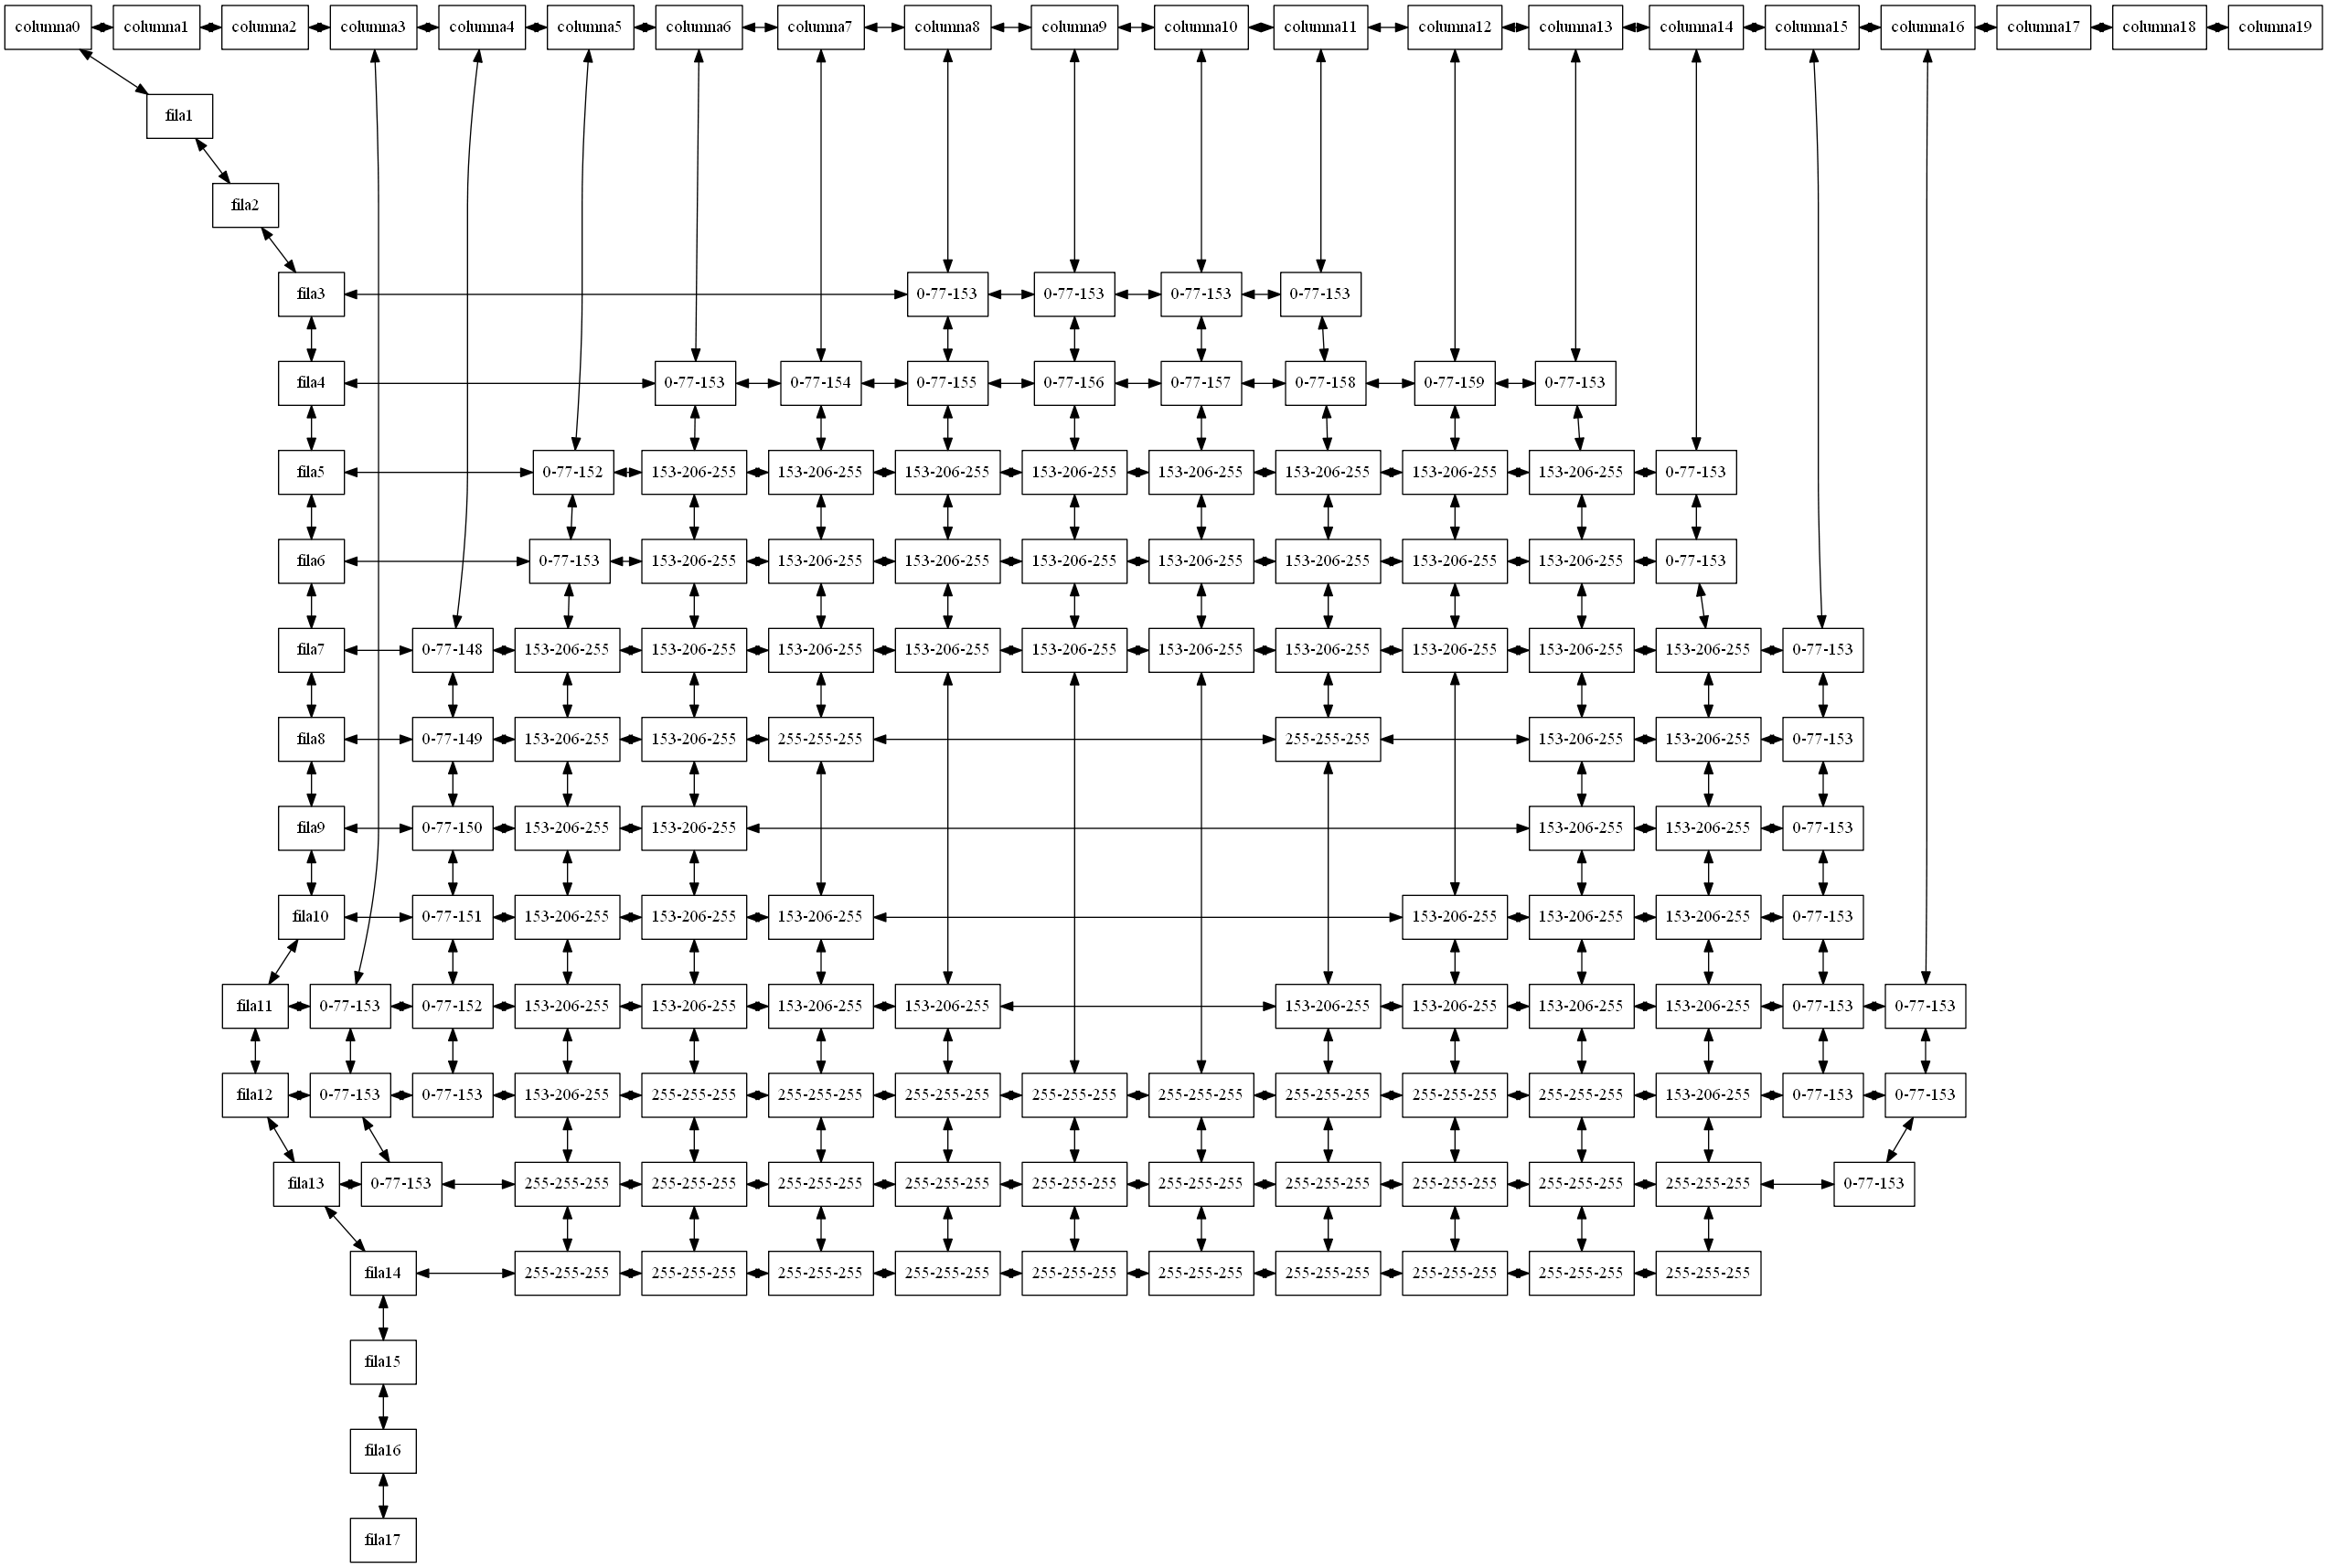 columna0 columna1 columna2 columna3 columna4 columna5 columna6 columna7 columna8 columna9 columna10 columna11 columna12 columna13 columna14 columna15 columna16 columna17 columna18 columna19
fila1
fila2
fila3 0-77-153 0-77-153 0-77-153 0-77-153
fila4 0-77-153 0-77-154 0-77-155 0-77-156 0-77-157 0-77-158 0-77-159 0-77-153
fila5 0-77-152 153-206-255 153-206-255 153-206-255 153-206-255 153-206-255 153-206-255 153-206-255 153-206-255 0-77-153
fila6 0-77-153 153-206-255 153-206-255 153-206-255 153-206-255 153-206-255 153-206-255 153-206-255 153-206-255 0-77-153
fila7 0-77-148 153-206-255 153-206-255 153-206-255 153-206-255 153-206-255 153-206-255 153-206-255 153-206-255 153-206-255 153-206-255 0-77-153
fila8 0-77-149 153-206-255 153-206-255 255-255-255 255-255-255 153-206-255 153-206-255 0-77-153
fila9 0-77-150 153-206-255 153-206-255 153-206-255 153-206-255 0-77-153
fila10 0-77-151 153-206-255 153-206-255 153-206-255 153-206-255 153-206-255 153-206-255 0-77-153
fila11 0-77-153 0-77-152 153-206-255 153-206-255 153-206-255 153-206-255 153-206-255 153-206-255 153-206-255 153-206-255 0-77-153 0-77-153
fila12 0-77-153 0-77-153 153-206-255 255-255-255 255-255-255 255-255-255 255-255-255 255-255-255 255-255-255 255-255-255 255-255-255 153-206-255 0-77-153 0-77-153
fila13 0-77-153 255-255-255 255-255-255 255-255-255 255-255-255 255-255-255 255-255-255 255-255-255 255-255-255 255-255-255 255-255-255 0-77-153
fila14 255-255-255 255-255-255 255-255-255 255-255-255 255-255-255 255-255-255 255-255-255 255-255-255 255-255-255 255-255-255
fila15
fila16
fila17